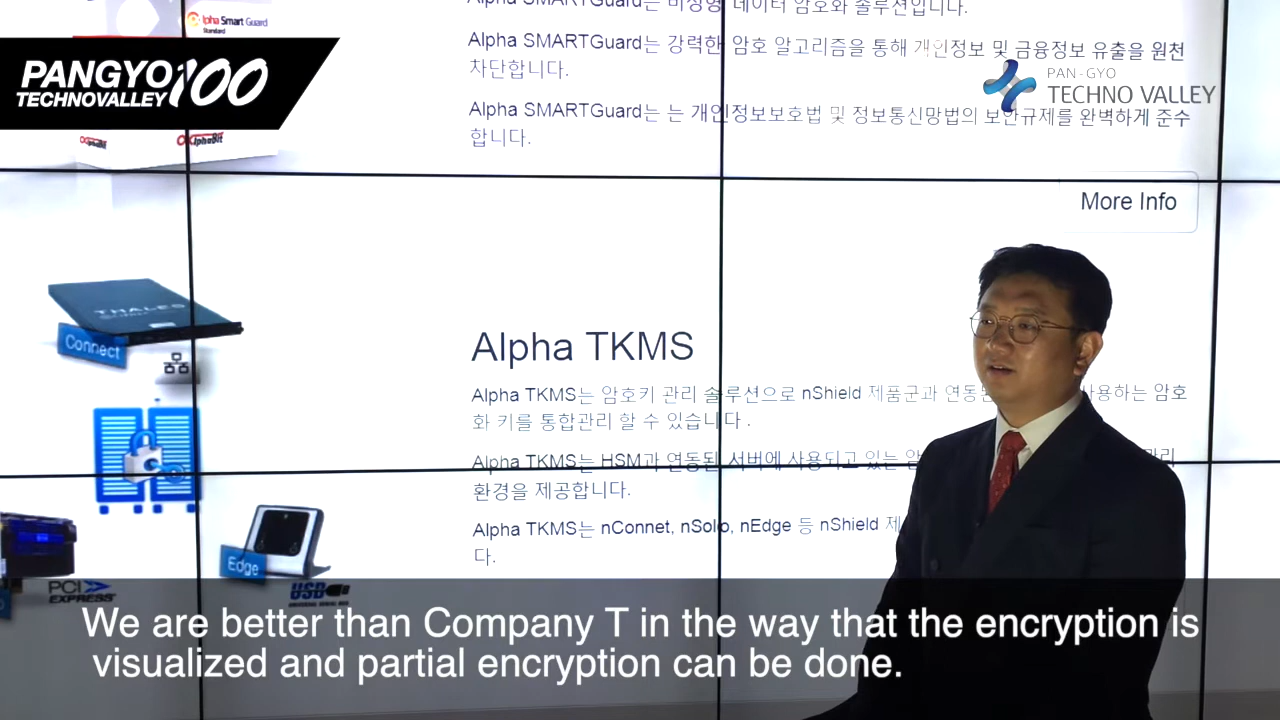 Alpha SMARTGuard는 비정형 데이터 암호화 솔루션입니다.
lpha Smart Guard
Standard
PANGYO 100
TECHNOVALLEY
Alpha SMARTGuard는 강력한 암호 알고리즘을 통해 개인정보 및 금융정보 유출을 원천
차단합니다.
PAN-GYO
TECHNO VALLEY
Alpha SMARTGuard는 는 개인정보보호법 및 정보통신망법의 보안규제를 완벽하게 준수
합니다.
More Info
THALES
Connect
Alpha TKMS
Alpha TKMS는 암호키 관리 솔루션으로 nShield 제품군과 연동된 사용하는 암호
화 키를 통합관리 할 수 있습니다 .
Alpha TKMS는 HSM과 연동된 서버에 사용되고 있는 암 관리
환경을 제공합니다.
Alpha TKMS는 nConnet, nSolo, nEdge 등 nShield 제
다.
Edge
PCI
EXPRESS
USB
We are better than Company T in the way that the encryption is
visualized and partial encryption can be done.